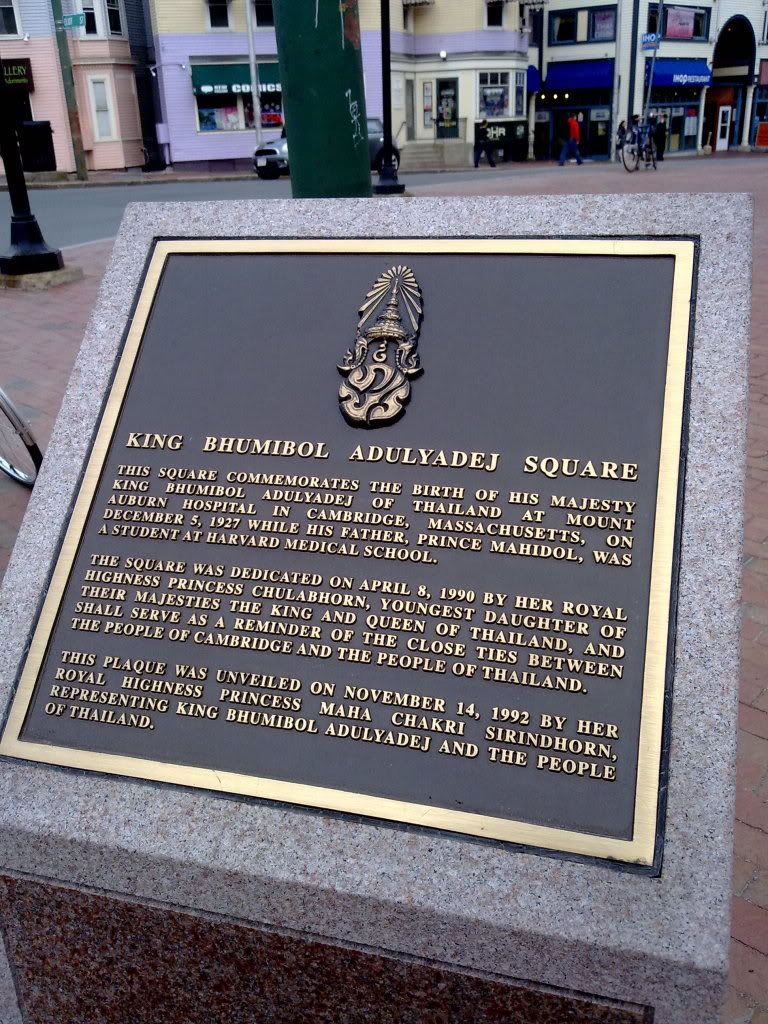 ST
LLERY
COMICS
IHOP
IHOP RESTAURANT
KING BHUMIBOL ADULYADEJ SQUARE
THIS SQUARE COMMEMORATES THE BIRTH OF HIS MAJESTY
KING BHUMIBOL ADULYADEJ OF THAILAND AT MOUNT
AUBURN HOSPITAL IN CAMBRIDGE, MASSACHUSETTS, ON
DECEMBER 5, 1927 WHILE HIS FATHER, PRINCE MAHIDOL, WAS
A STUDENT AT HARVARD MEDICAL SCHOOL.
THE SQUARE WAS DEDICATED ON APRIL 8, 1990 BY HER ROYAL
HIGHNESS PRINCESS CHULABHORN, YOUNGEST DAUGHTER OF
THEIR MAJESTIES THE KING AND QUEEN OF THAILAND, AND
SHALL SERVE AS A REMINDER OF THE CLOSE TIES BETWEEN
THE PEOPLE OF CAMBRIDGE AND THE PEOPLE OF THAILAND.
THIS PLAQUE WAS UNVEILED ON NOVEMBER 14, 1992 BY HER
ROYAL HIGHNESS PRINCESS MAHA CHAKRI SIRINDHORN,
REPRESENTING KING BHUMIBOL ADULYADEJ AND THE PEOPLE
OF THAILAND.